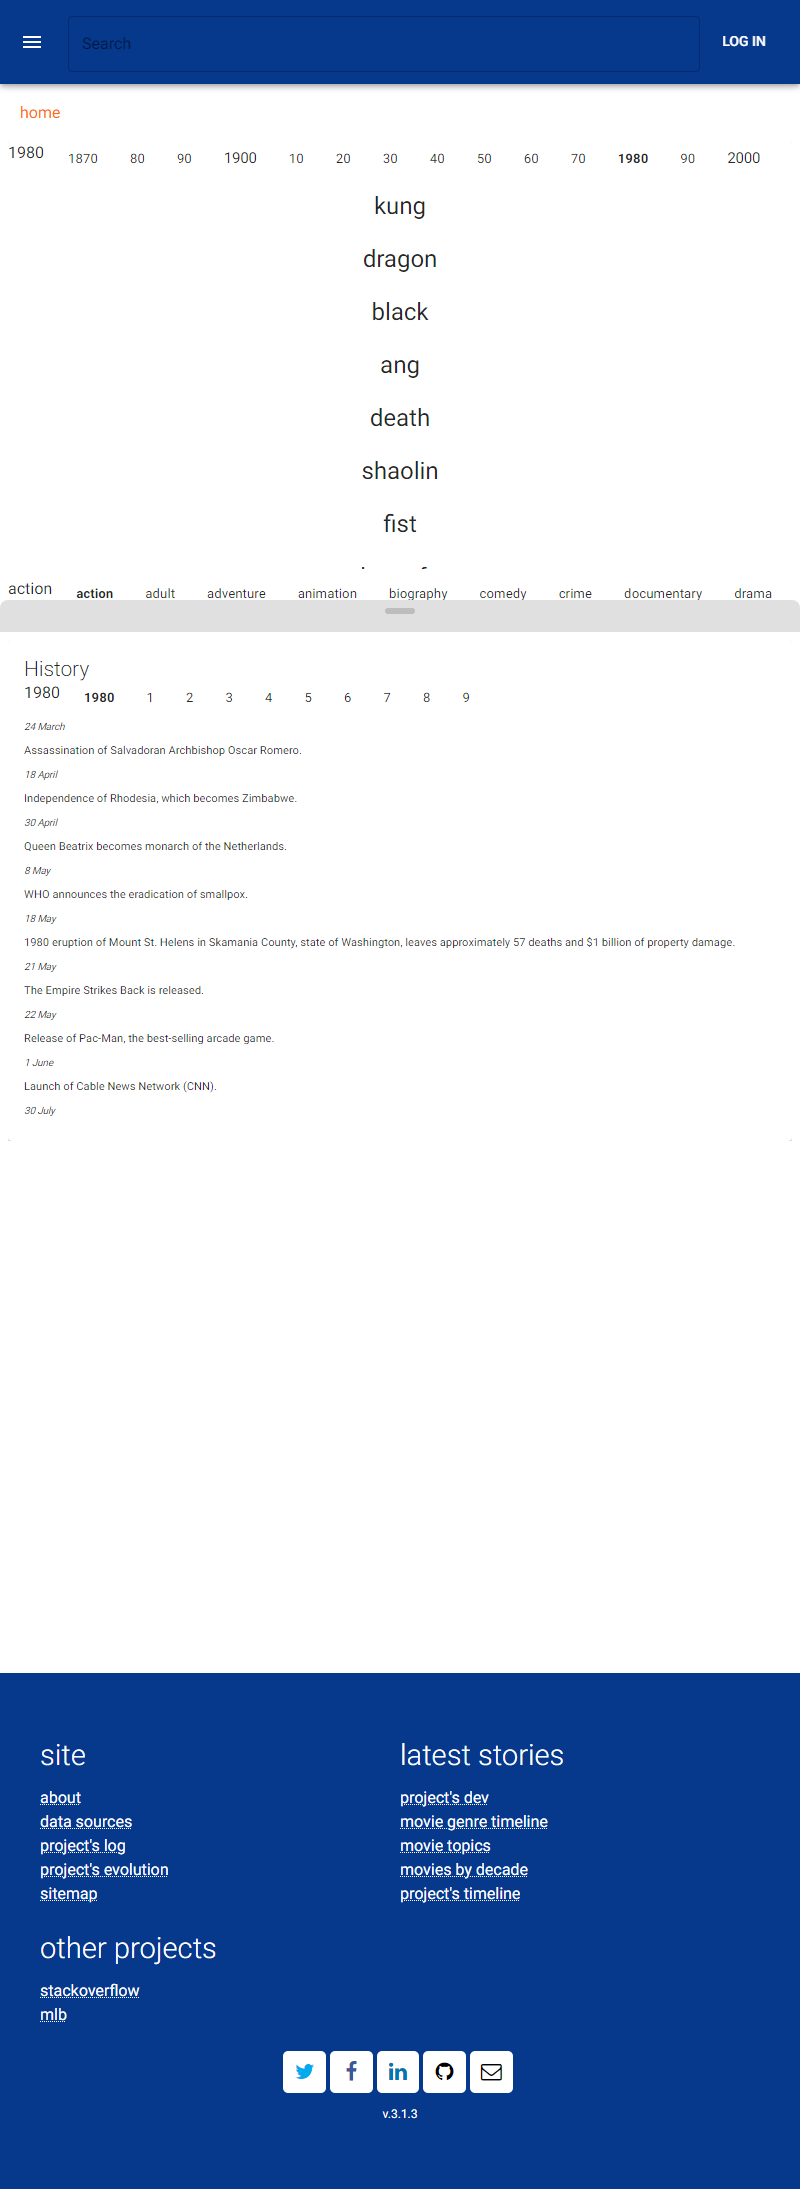 Search
LOG IN
home
1980 1870 80 90 1900 10 20 30 40 50 60 70 1980 90 2000
kung
dragon
black
ang
death
shaolin
fist
action action adult adventure animation biography comedy crime documentary drama
History
1980 1980 1 2 3 4 5 6 7 8 9
24 March
Assassination of Salvadoran Archbishop Oscar Romero.
18 April
Independence of Rhodesia, which becomes Zimbabwe.
30 April
Queen Beatrix becomes monarch of the Netherlands.
8 May
WHO announces the eradication of smallpox.
18 May
1980 eruption of Mount St. Helens in Skamania County, state of Washington, leaves approximately 57 deaths and $1 billion of property damage.
21 May
The Empire Strikes Back is released.
22 May
Release of Pac-Man, the best-selling arcade game.
1 June
Launch of Cable News Network (CNN).
30 July
site
about
data sources
project's log
project's evolution
sitemap
latest stories
project's dev
movie genre timeline
movie topics
movies by decade
project's timeline
other projects
stackoverflow
mlb
v.3.1.3